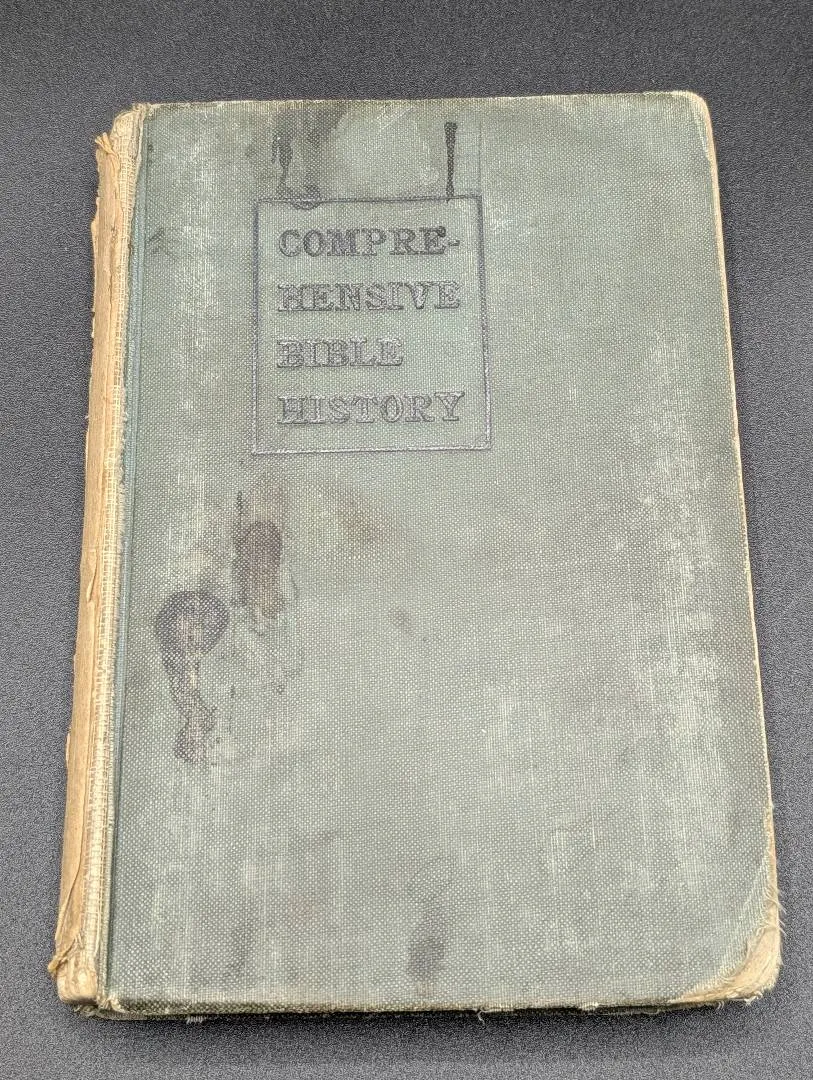 COMPRE-
HENSIVE
BIBLE
HISTORY